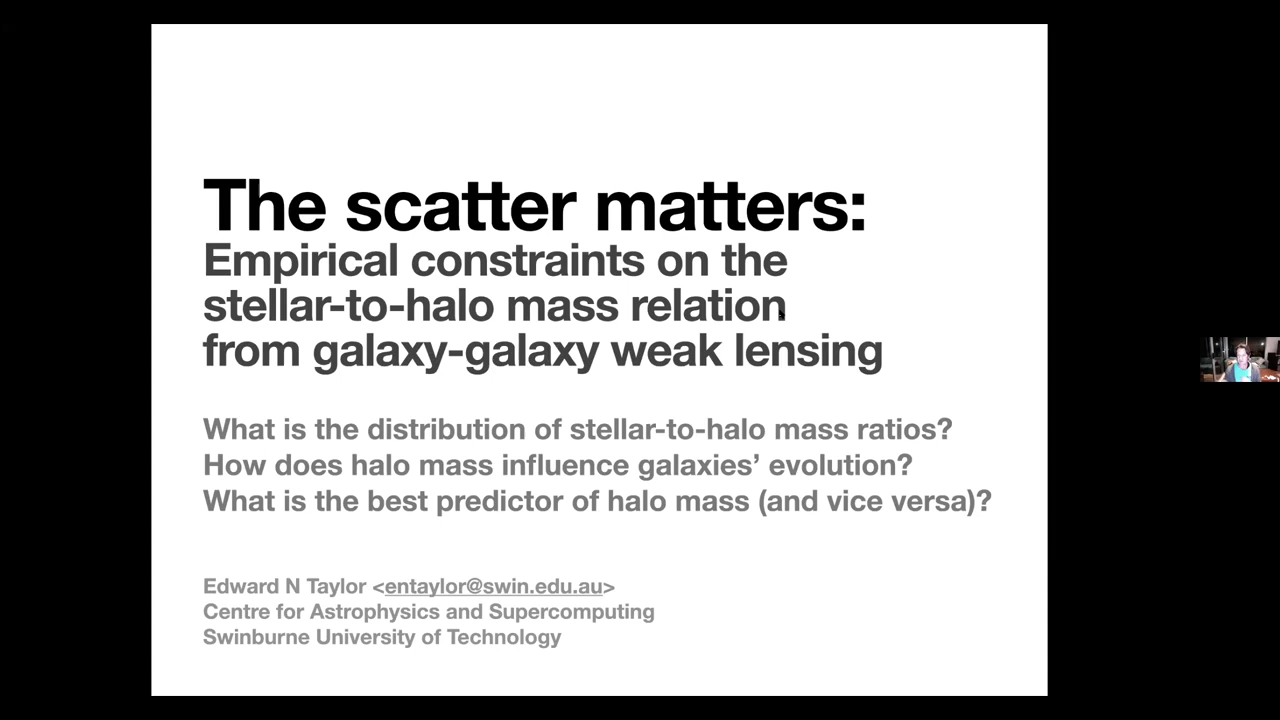 The scatter matters:
Empirical constraints on the
stellar-to-halo mass relation
from galaxy-galaxy weak lensing
What is the distribution of stellar-to-halo mass ratios?
How does halo mass influence galaxies’ evolution?
What is the best predictor of halo mass (and vice versa)?
Edward N Taylor <entaylor@swin.edu.au>
Centre for Astrophysics and Supercomputing
Swinburne University of Technology